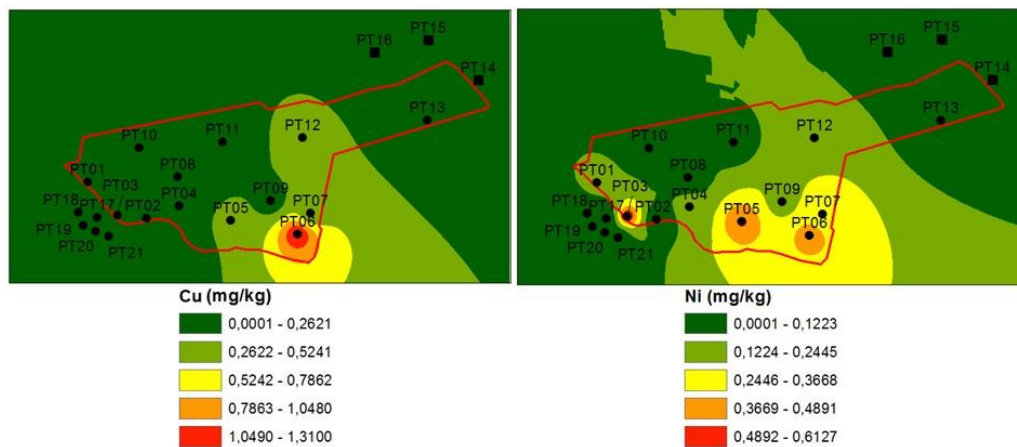 PT15
PT16
PT14
PT13
PT12
PT11
PT10
PT08
PT01
PT03
PT04
PT09
PT07
PT18
PT17
PT02
PT05
PT06
PT19
PT20
PT21
Cu (mg/kg)
0,0001 - 0,2621
0,2622 - 0,5241
0,5242 - 0,7862
0,7863 - 1,0480
1,0490 - 1,3100
PT15
PT16
PT14
PT13
PT12
PT11
PT10
PT08
PT01
PT03
PT04
PT09
PT07
PT18
PT17
PT02
PT05
PT06
PT19
PT20
PT21
Ni (mg/kg)
0,0001 - 0,1223
0,1224 - 0,2445
0,2446 - 0,3668
0,3669 - 0,4891
0,4892 - 0,6127